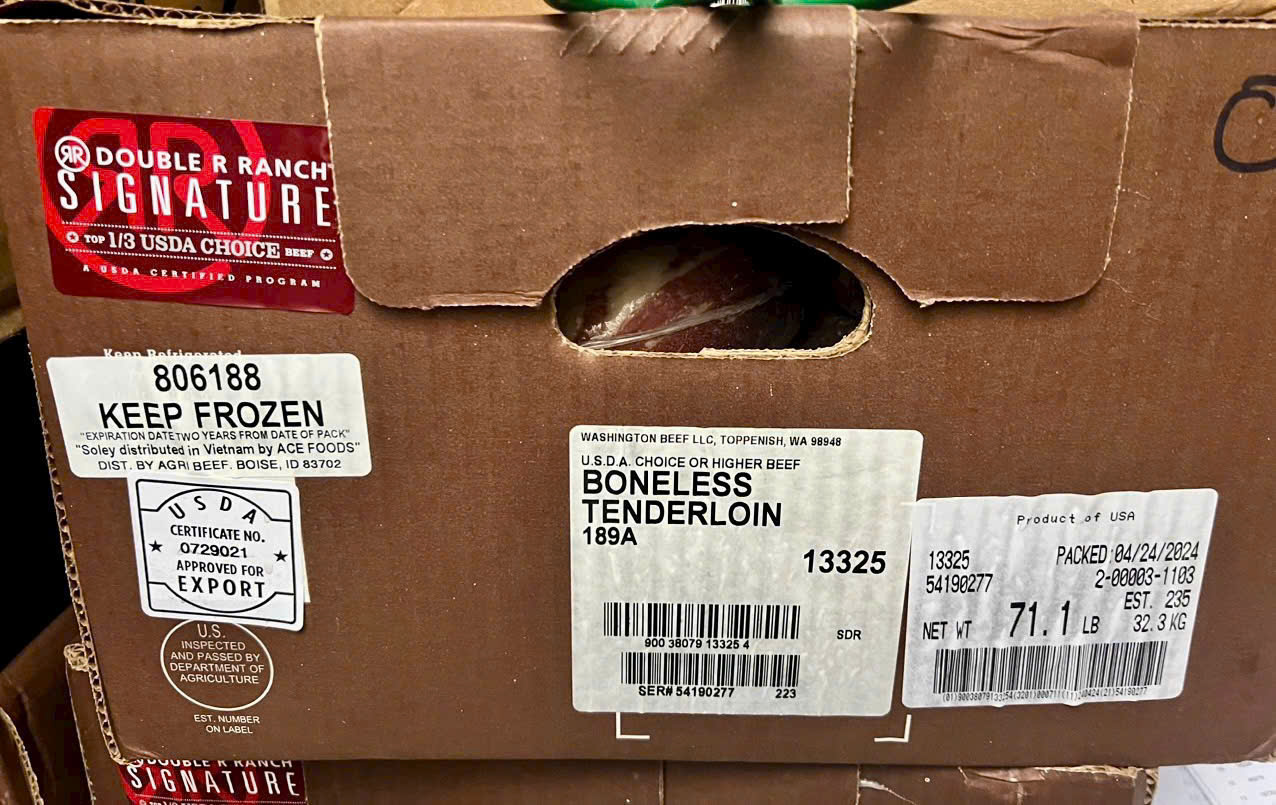 RR DOUBLE R RANCH
SIGNATURE
TOP 1/3 USDA CHOICE BEEF
A USDA CERTIFIED PROGRAM
Keep Refrigerated
806188
KEEP FROZEN
"EXPIRATION DATE TWO YEARS FROM DATE OF PACK"
"Soley distributed in Vietnam by ACE FOODS"
DIST. BY AGRI BEEF. BOISE, ID 83702
USDA
CERTIFICATE NO.
0729021
APPROVED FOR
EXPORT
U.S.
INSPECTED
AND PASSED BY
DEPARTMENT OF
AGRICULTURE
EST. NUMBER
ON LABEL
WASHINGTON BEEF LLC, TOPPENISH, WA 98948
U.S.D.A. CHOICE OR HIGHER BEEF
BONELESS
TENDERLOIN
189A
13325
900 38079 13325 4
SDR
SER# 54190277 223
Product of USA
13325 PACKED 04/24/2024
54190277 2-00003-1103
EST. 235
NET WT 71.1 LB 32.3 KG
DOUBLE R RANCH
SIGNATURE